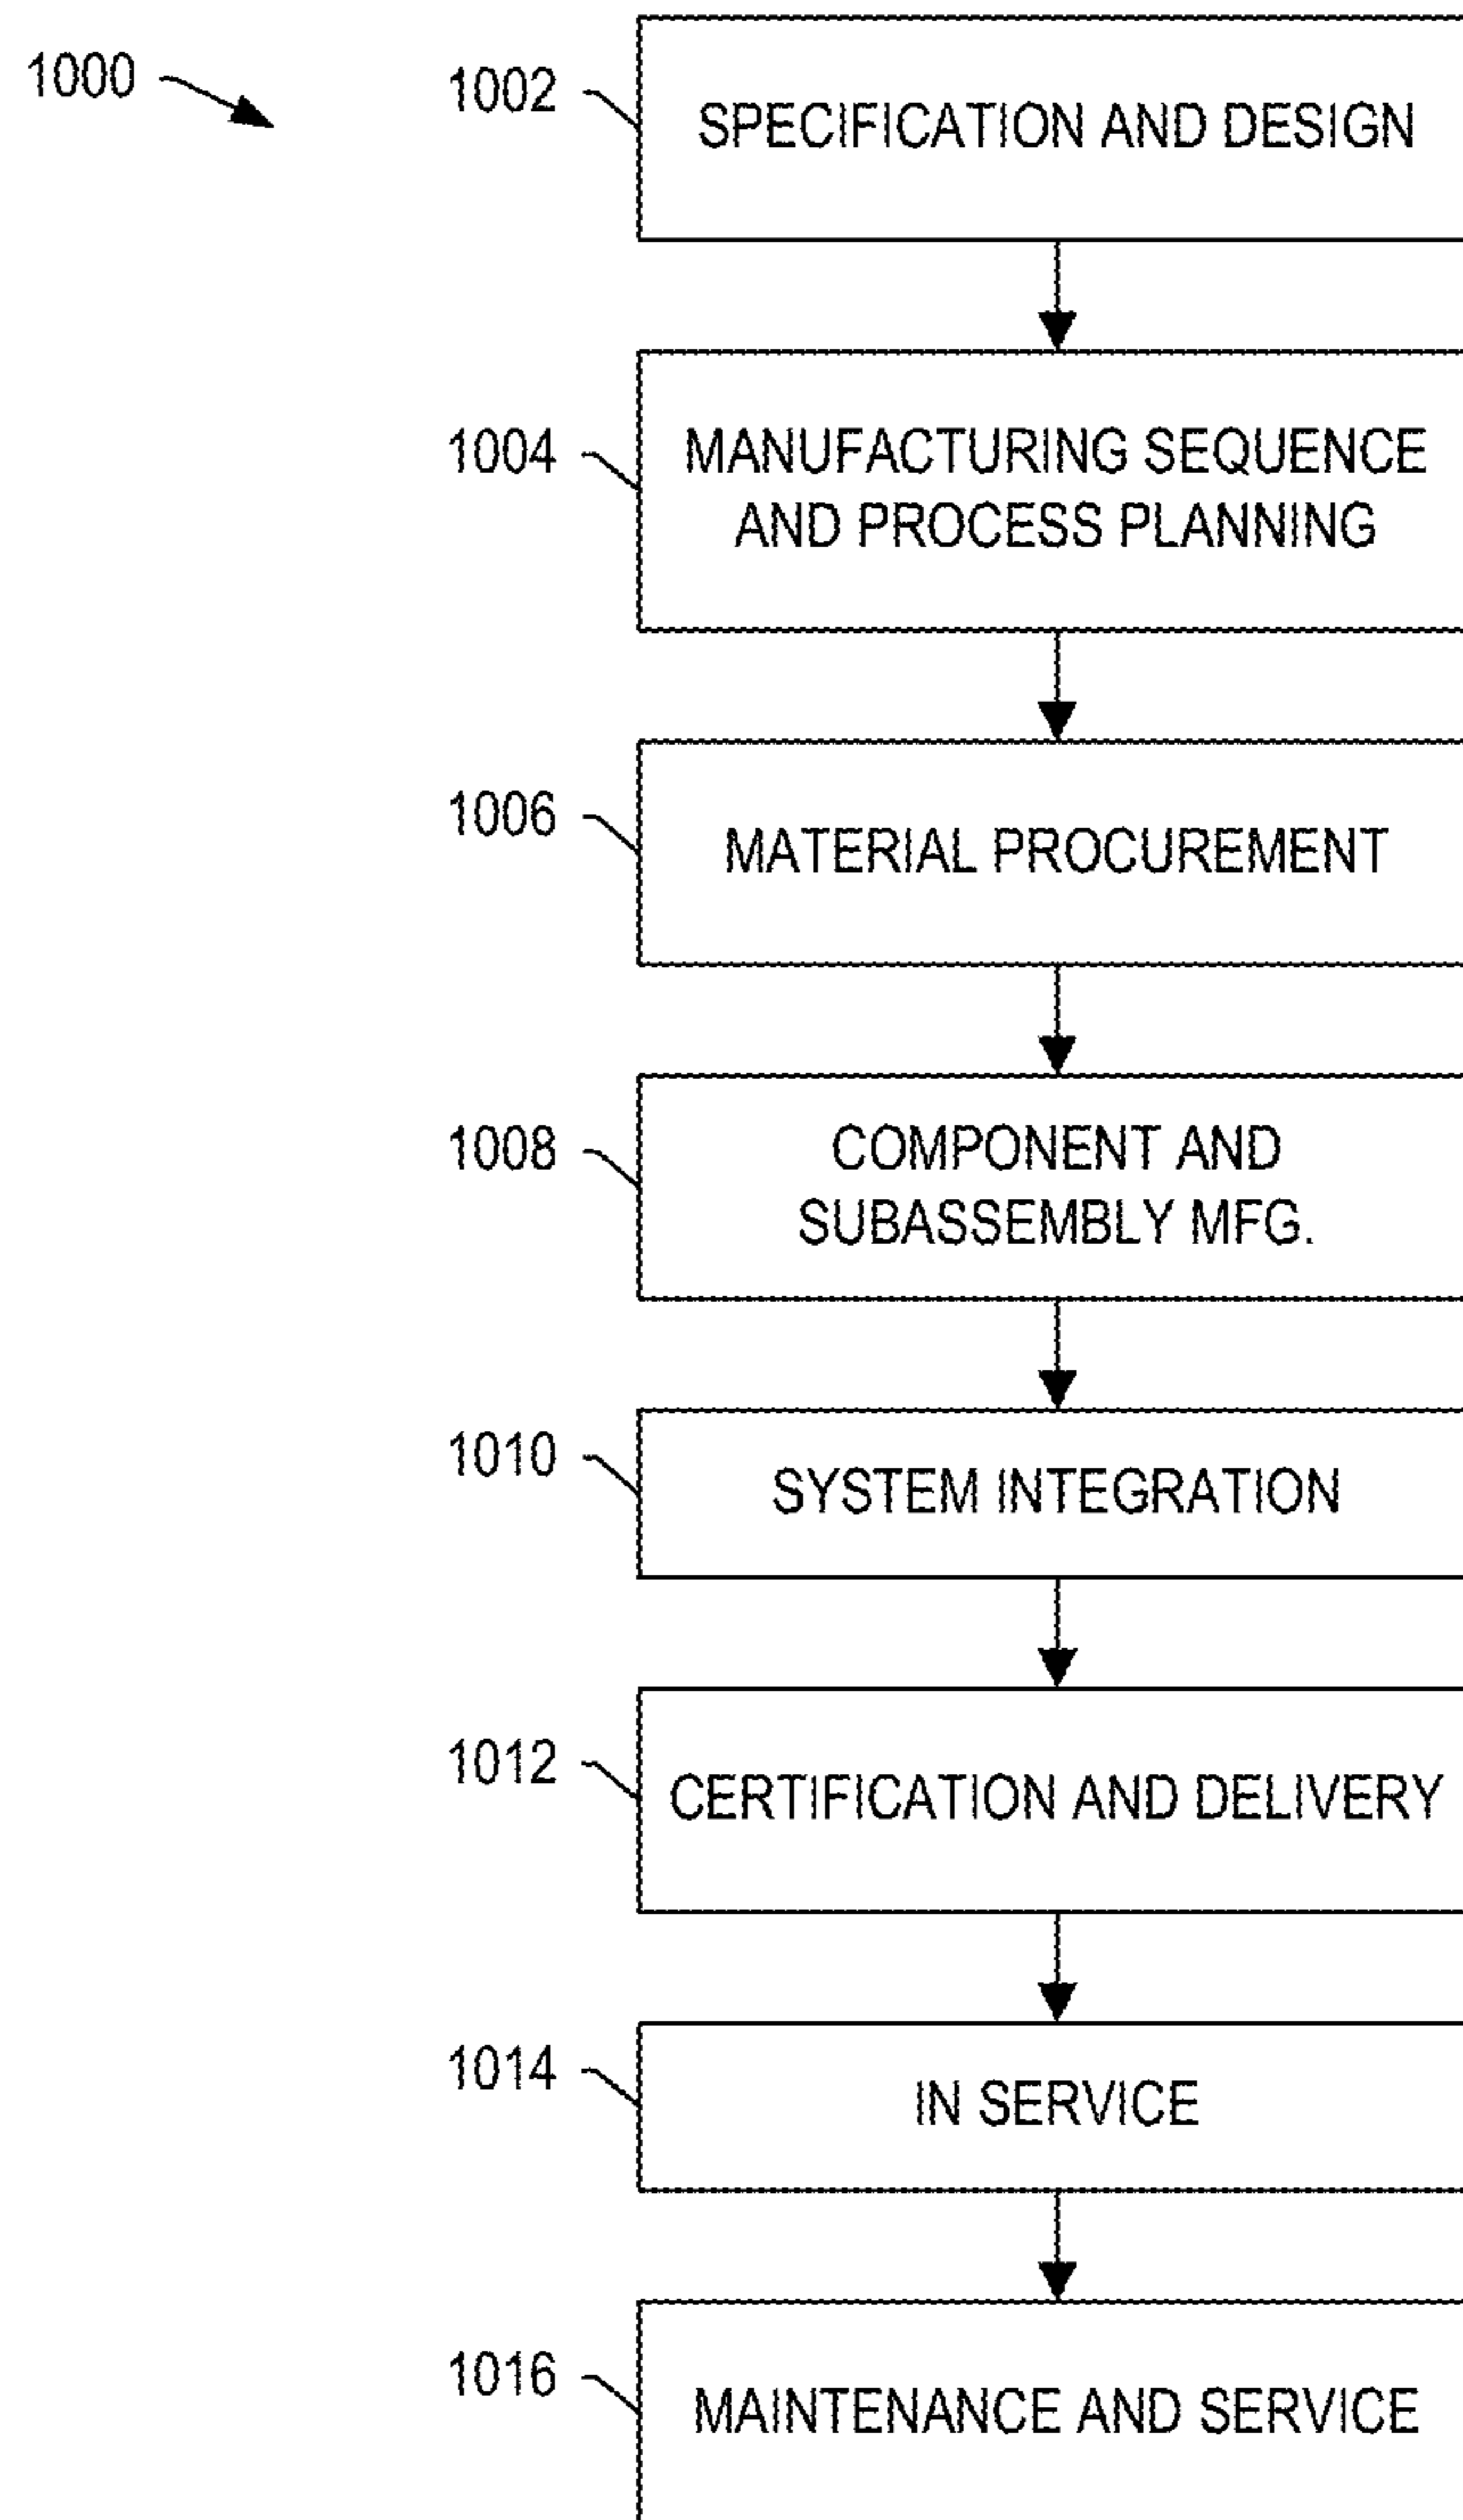 1000
1002
SPECIFICATION AND DESIGN
1004
MANUFACTURING SEQUENCE
AND PROCESS PLANNING
1006
MATERIAL PROCUREMENT
1008
COMPONENT AND
SUBASSEMBLY MFG.
1010
SYSTEM INTEGRATION
1012
CERTIFICATION AND DELIVERY
1014
IN SERVICE
1016
MAINTENANCE AND SERVICE